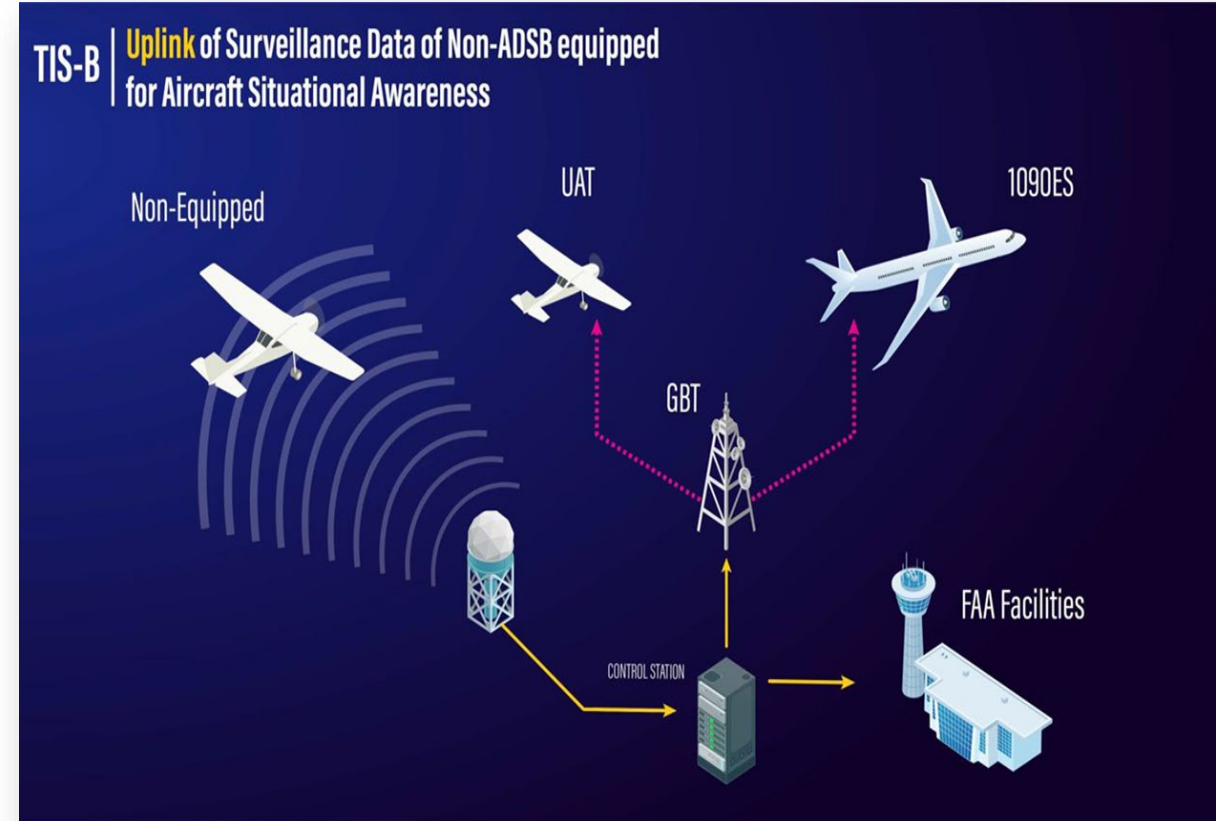 TIS-B
Uplink of Surveillance Data of Non-ADSB equipped
for Aircraft Situational Awareness
Non-Equipped
UAT
1090ES
GBT
FAA Facilities
CONTROL STATION